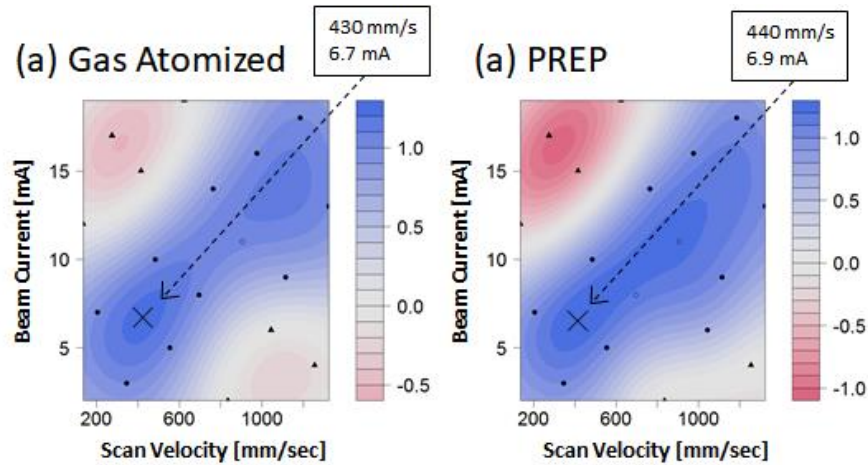 430 mm/s
6.7 mA
440 mm/s
6.9 mA
(a) Gas Atomized
(a) PREP
Beam Current [mA]
15
10
5
200
600
1000
Scan Velocity [mm/sec]
1.0
0.5
0.0
-0.5
Beam Current [mA]
15
10
5
200
600
1000
Scan Velocity [mm/sec]
1.0
0.5
0.0
-0.5
-1.0